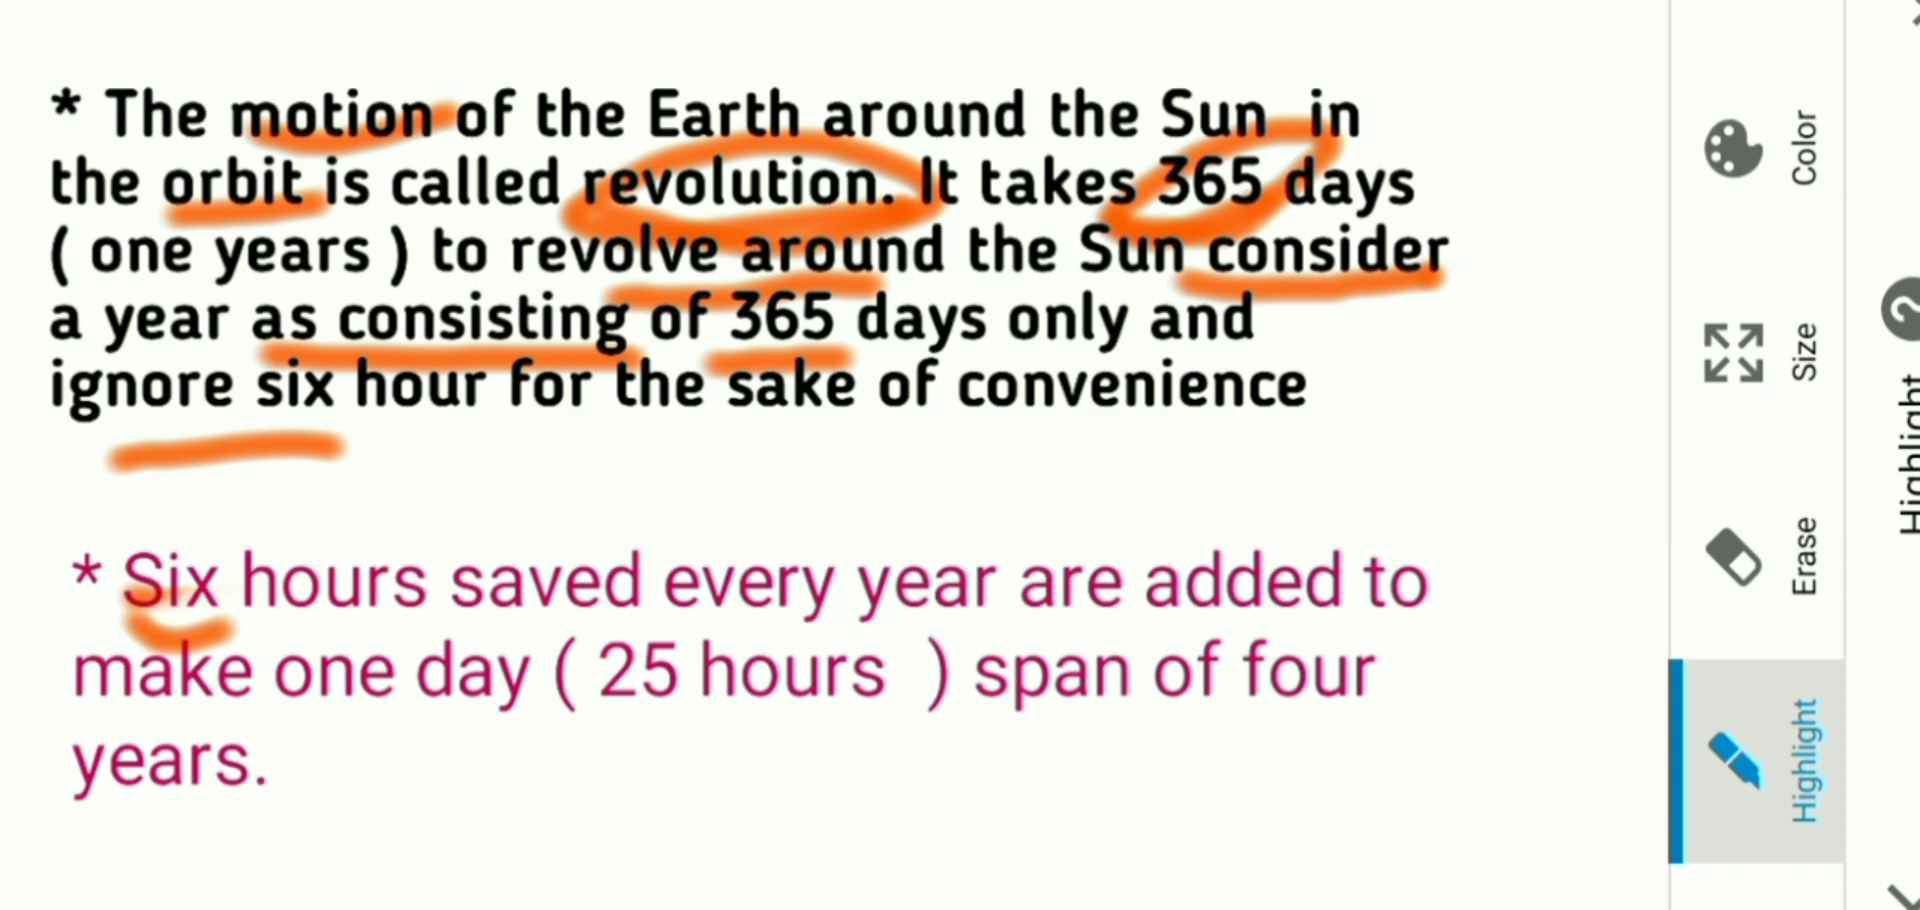 * The motion of the Earth around the Sun in
the orbit is called revolution. It takes 365 days
( one years ) to revolve around the Sun consider
a year as consisting of 365 days only and
ignore six hour for the sake of convenience
* Six hours saved every year are added to
make one day ( 25 hours ) span of four
years.
Color
Size
Erase
Highlight
Highlight